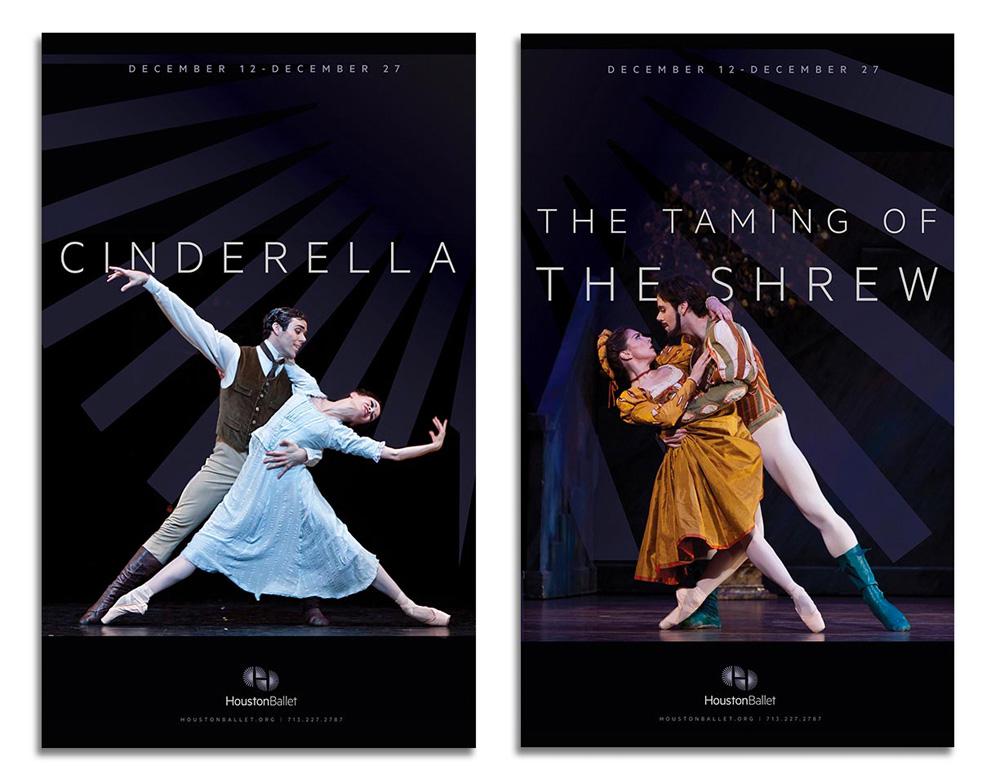 DECEMBER 12-DECEMBER 27
CINDERELLA
HoustonBallet
HOUSTONBALLET.ORG | 713.227.2787
DECEMBER 12-DECEMBER 27
THE TAMING OF
THE SHREW
HoustonBallet
HOUSTONBALLET.ORG | 713.227.2787